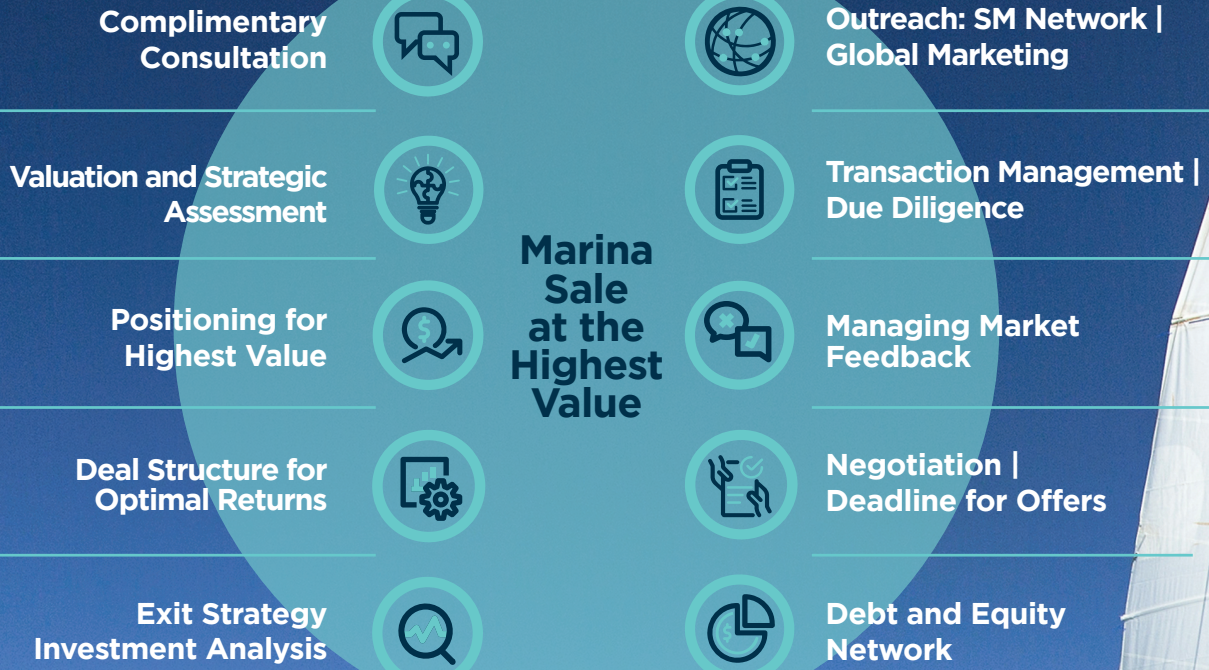 Complimentary
Consultation
Valuation and Strategic
Assessment
Positioning for
Highest Value
Deal Structure for
Optimal Returns
Exit Strategy
Investment Analysis
Marina
Sale
at the
Highest
Value
Outreach: SM Network |
Global Marketing
Transaction Management |
Due Diligence
Managing Market
Feedback
Negotiation |
Deadline for Offers
Debt and Equity
Network